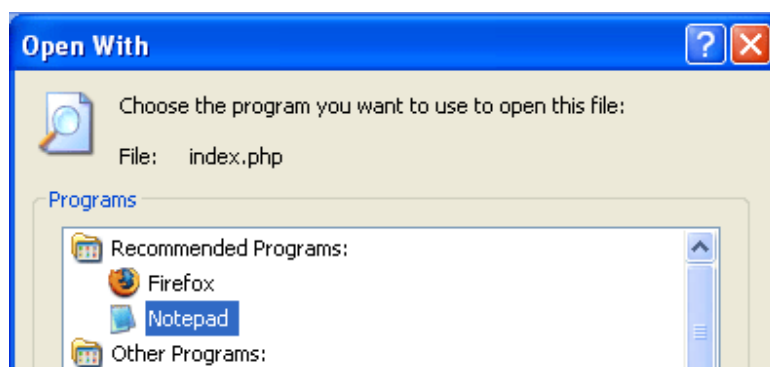 Open With
Choose the program you want to use to open this file:
File: index.php
Programs
Recommended Programs:
Firefox
Notepad
Other Programs: